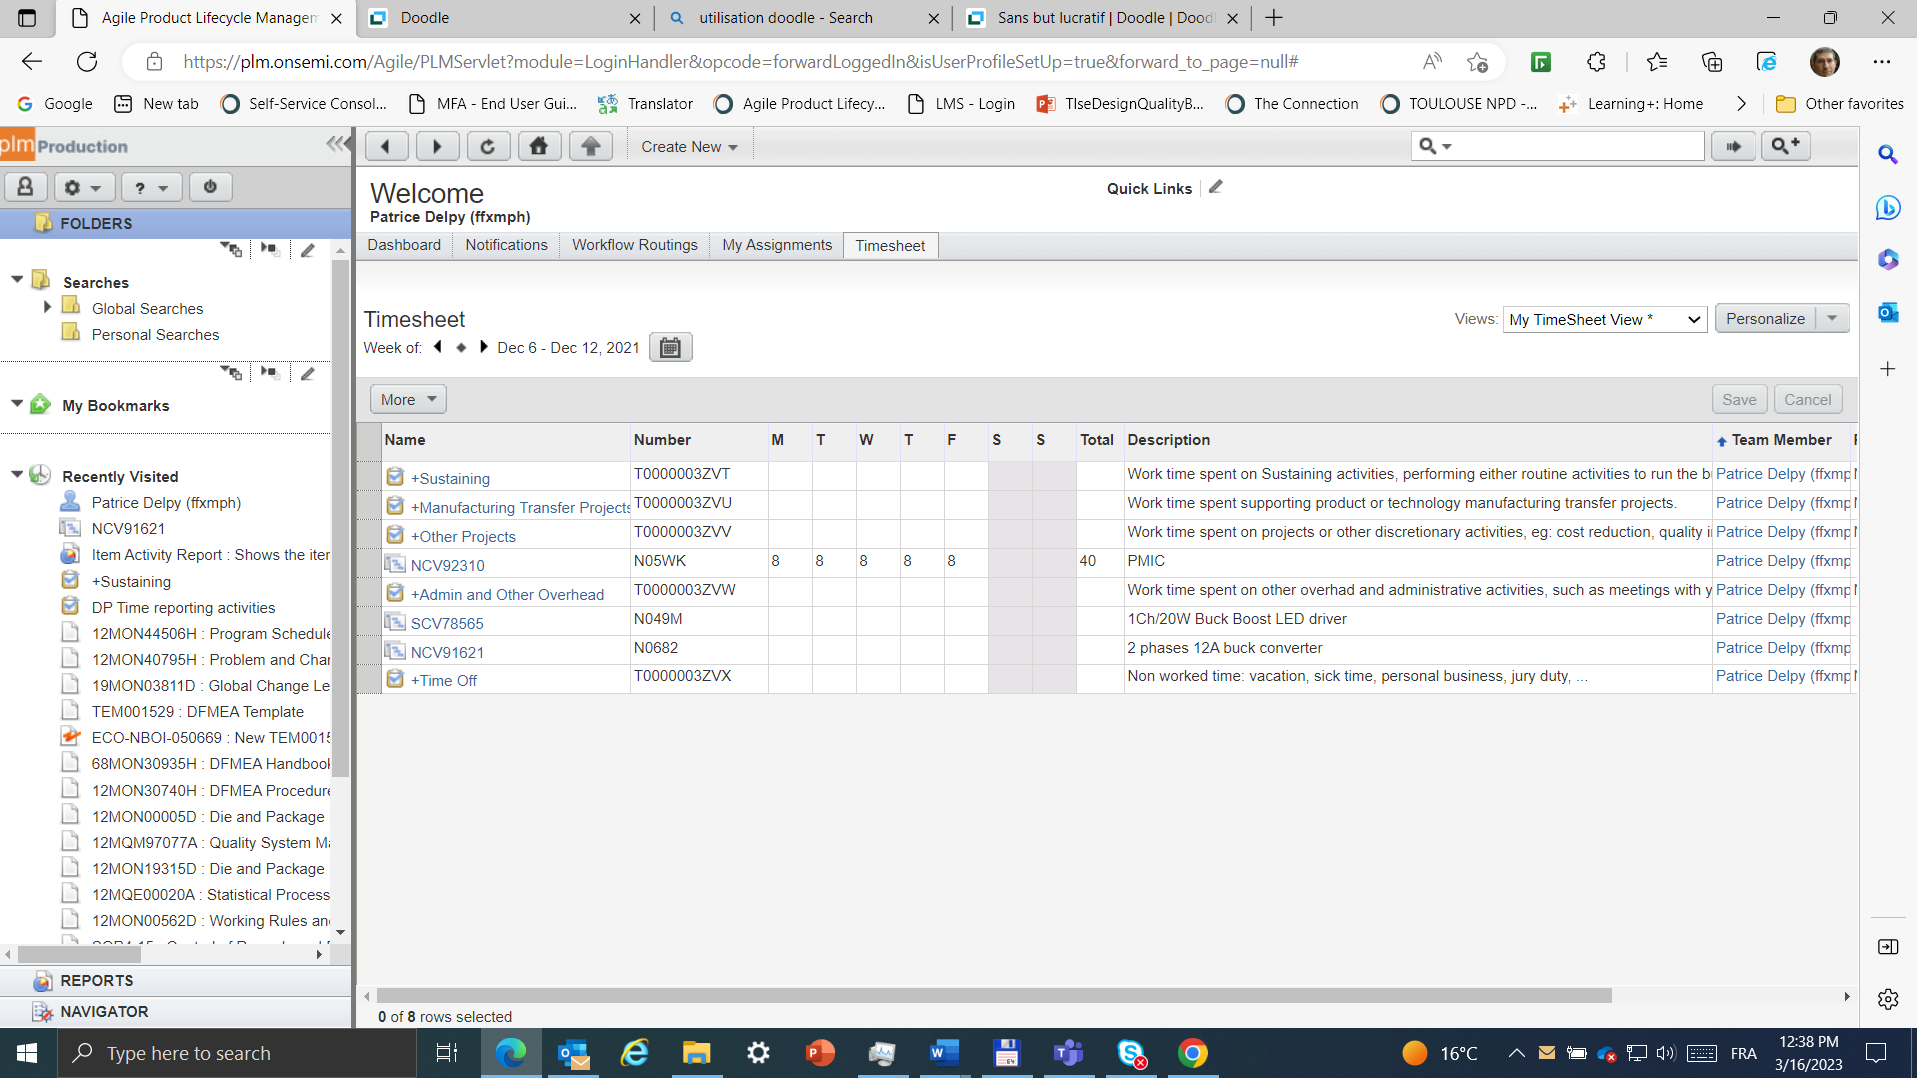 Agile Product Lifecycle Managem
Doodle
utilisation doodle - Search
Sans but lucratif | Doodle | Dood
https://plm.onsemi.com/Agile/PLMServlet?module=LoginHandler&opcode=forwardLoggedIn&isUserProfileSetUp=true&forward_to_page=null#
Google
New tab
Self-Service Consol...
MFA - End User Gui...
Translator
Agile Product Lifecy...
LMS - Login
TlseDesignQualityB...
The Connection
TOULOUSE NPD -...
Learning+: Home
Other favorites
plm Production
Create New
FOLDERS
Searches
Global Searches
Personal Searches
My Bookmarks
Recently Visited
Patrice Delpy (ffxmph)
NCV91621
Item Activity Report : Shows the iter
+Sustaining
DP Time reporting activities
12MON44506H : Program Schedule
12MON40795H : Problem and Char
19MON03811D : Global Change Le
TEM001529 : DFMEA Template
ECO-NBOI-050669 : New TEM0015
68MON30935H : DFMEA Handbook
12MON30740H : DFMEA Procedure
12MON00005D : Die and Package
12MQM97077A : Quality System Ma
12MON19315D : Die and Package
12MQE00020A : Statistical Process
12MON00562D : Working Rules an
REPORTS
NAVIGATOR
Welcome
Patrice Delpy (ffxmph)
Quick Links
Dashboard
Notifications
Workflow Routings
My Assignments
Timesheet
Timesheet
Views: My TimeSheet View *
Personalize
Week of: Dec 6 - Dec 12, 2021
More
Save
Cancel
Name Number M T W T F S S Total Description Team Member
+Sustaining T0000003ZVT Work time spent on Sustaining activities, performing either routine activities to run the b Patrice Delpy (ffxmp
+Manufacturing Transfer Projects T0000003ZVU Work time spent supporting product or technology manufacturing transfer projects. Patrice Delpy (ffxmp
+Other Projects T0000003ZVV Work time spent on projects or other discretionary activities, eg: cost reduction, quality i Patrice Delpy (ffxmp
NCV92310 N05WK 8 8 8 8 8 40 PMIC Patrice Delpy (ffxmp
+Admin and Other Overhead T0000003ZVW Work time spent on other overhad and administrative activities, such as meetings with y Patrice Delpy (ffxmp
SCV78565 N049M 1Ch/20W Buck Boost LED driver Patrice Delpy (ffxmp
NCV91621 N0682 2 phases 12A buck converter Patrice Delpy (ffxmp
+Time Off T0000003ZVX Non worked time: vacation, sick time, personal business, jury duty, ... Patrice Delpy (ffxmp
0 of 8 rows selected
Type here to search
16°C
FRA
12:38 PM
3/16/2023